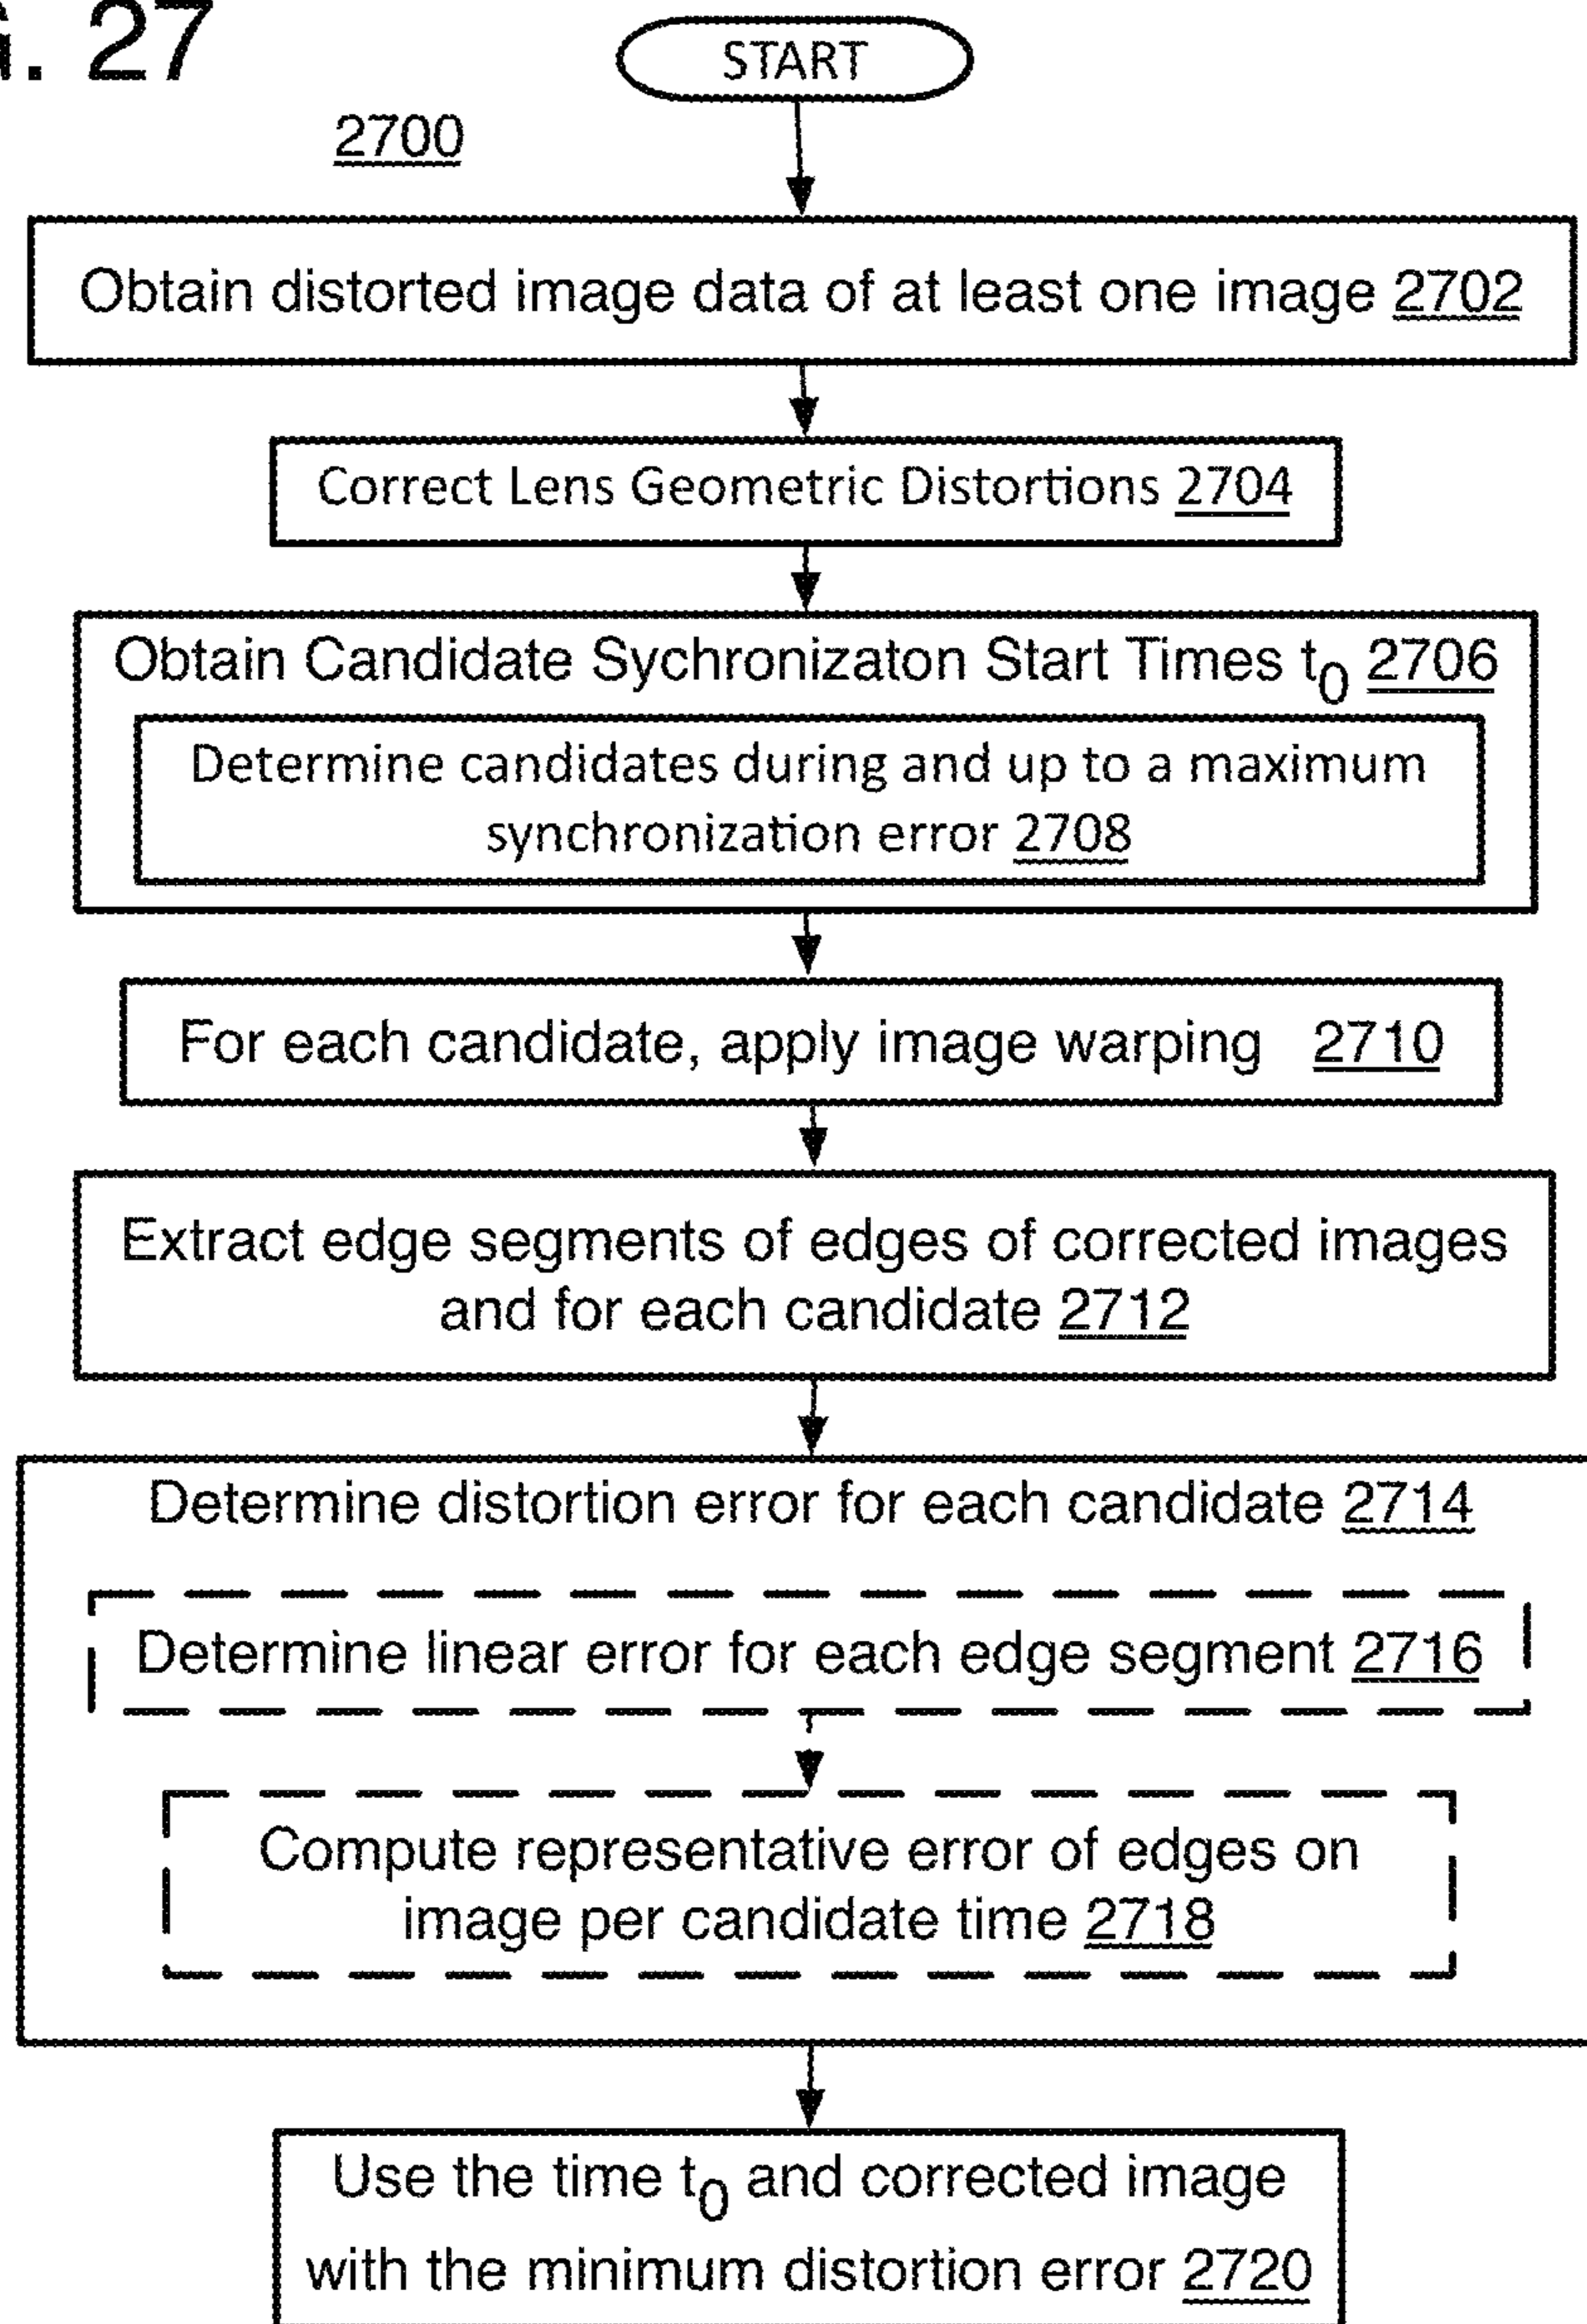 . 27
START
2700
Obtain distorted image data of at least one image 2702
Correct Lens Geometric Distortions 2704
Obtain Candidate Sychronizaton Start Times t0 2706
Determine candidates during and up to a maximum
synchronization error 2708
For each candidate, apply image warping 2710
Extract edge segments of edges of corrected images
and for each candidate 2712
Determine distortion error for each candidate 2714
Determine linear error for each edge segment 2716
Compute representative error of edges on
image per candidate time 2718
Use the time t0 and corrected image
with the minimum distortion error 2720